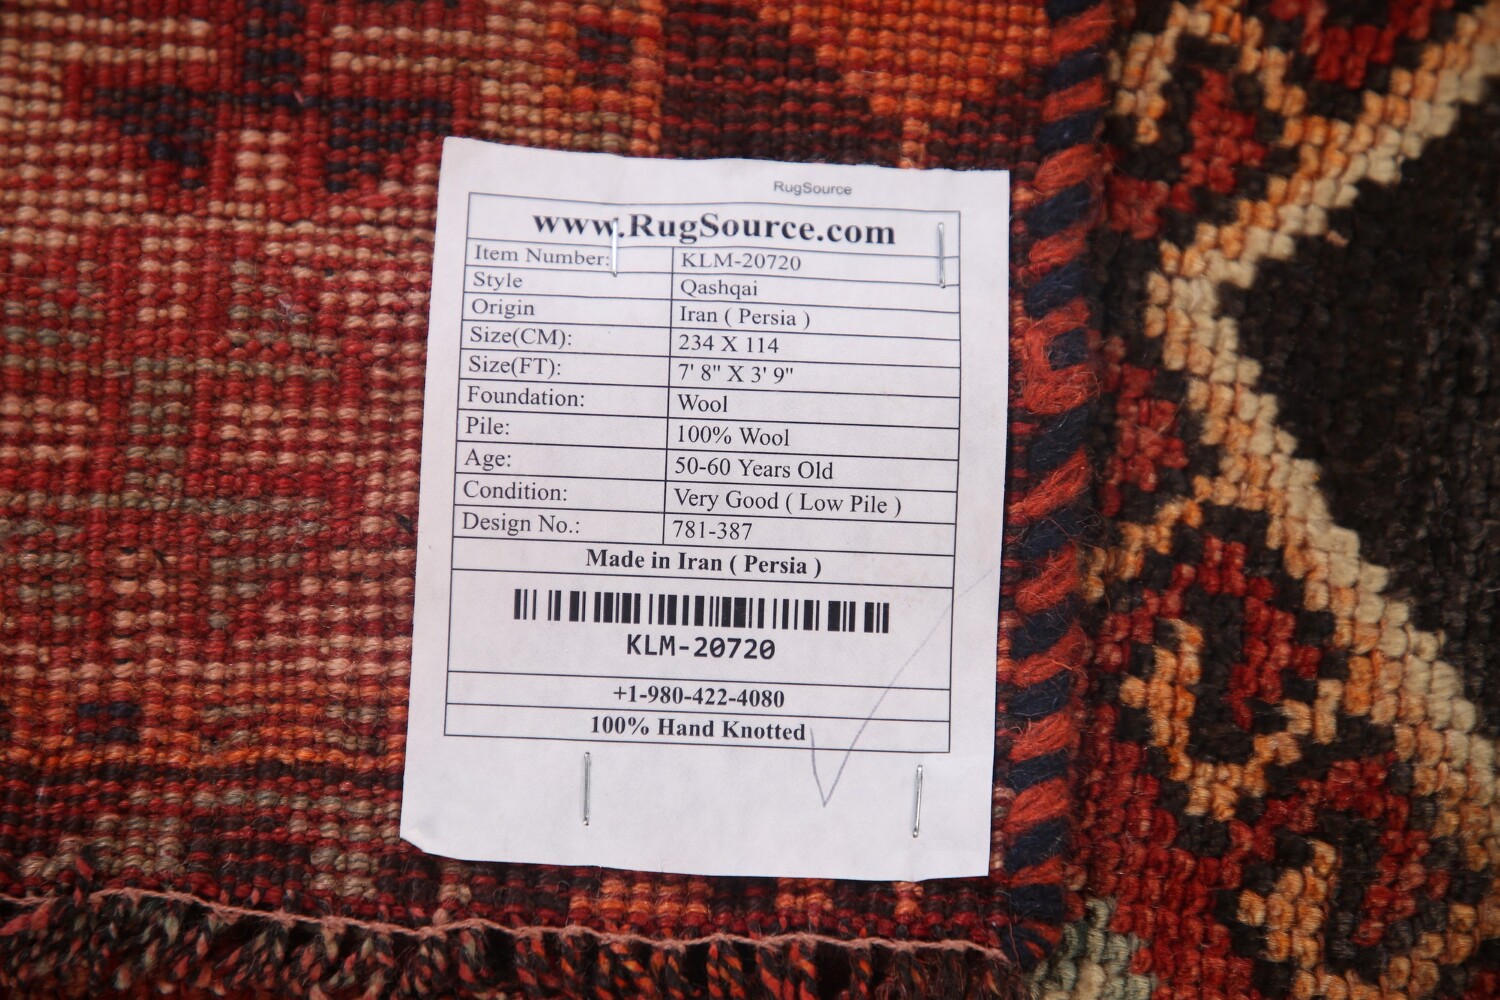 RugSource
www.RugSource.com
Item Number: KLM-20720
Style Qashqai
Origin Iran ( Persia )
Size(CM): 234 X 114
Size(FT): 7' 8" X 3' 9"
Foundation: Wool
Pile: 100% Wool
Age: 50-60 Years Old
Condition: Very Good ( Low Pile )
Design No.: 781-387
Made in Iran ( Persia )
KLM-20720
+1-980-422-4080
100% Hand Knotted